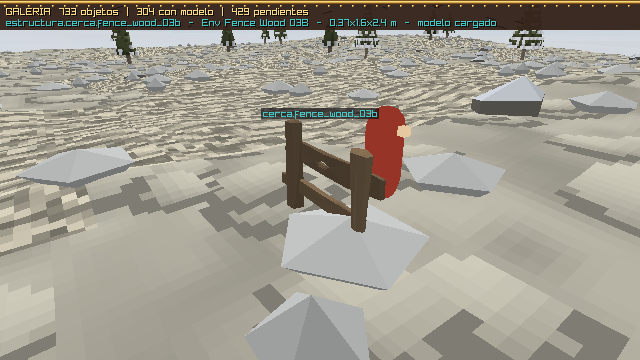 GALERIA 733 objetos | 304 con modelo | 429 pendientes
estructura.cerca.fence_wood_03b - Env Fence Wood 03B - 0.37x1.6x2.4 m - modelo cargado
cerca.fence_wood_03b